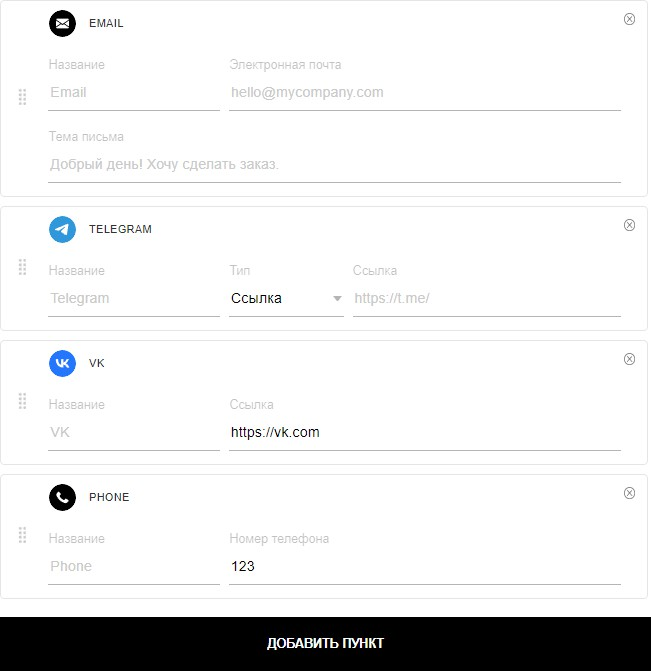 EMAIL
Название Электронная почта
Email hello@mycompany.com
Тема письма
Добрый день! Хочу сделать заказ.
TELEGRAM
Название Тип Ссылка
Telegram Ссылка https://t.me/
VK
Название Ссылка
VK https://vk.com
PHONE
Название Номер телефона
Phone 123
ДОБАВИТЬ ПУНКТ